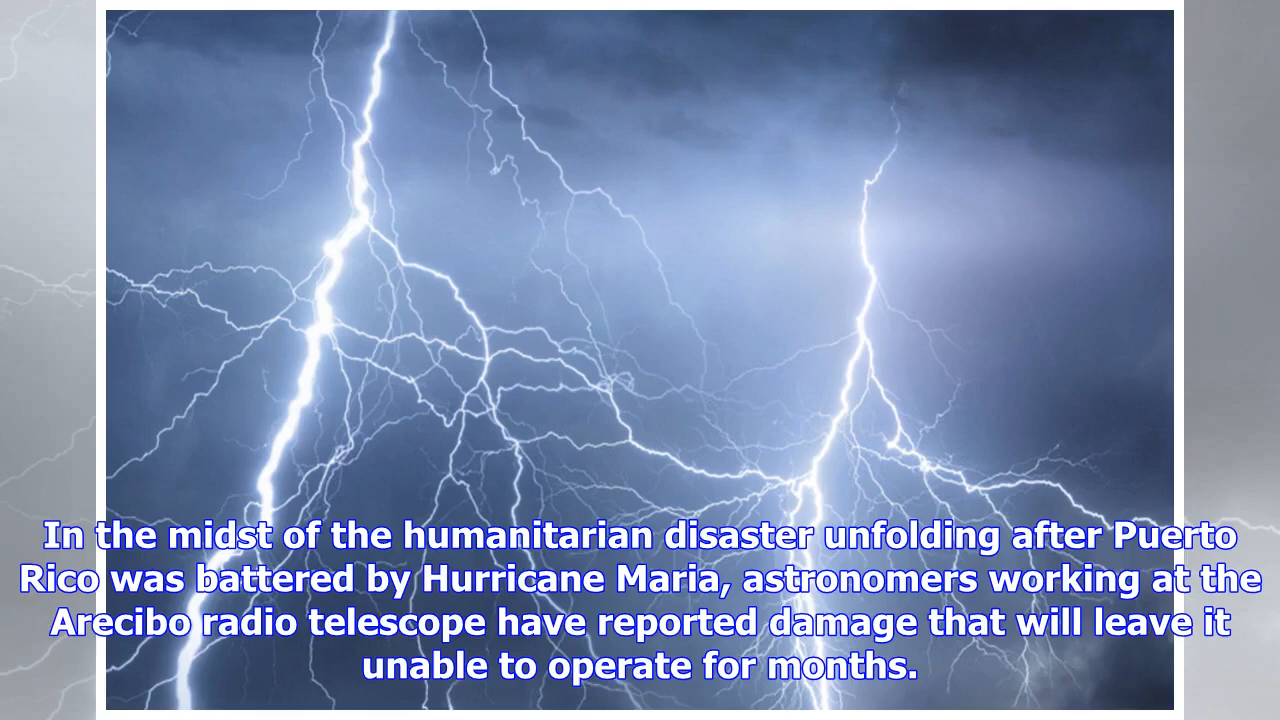 In the midst of the humanitarian disaster unfolding after Puerto
Rico was battered by Hurricane Maria, astronomers working at the
Arecibo radio telescope have reported damage that will leave it
unable to operate for months.